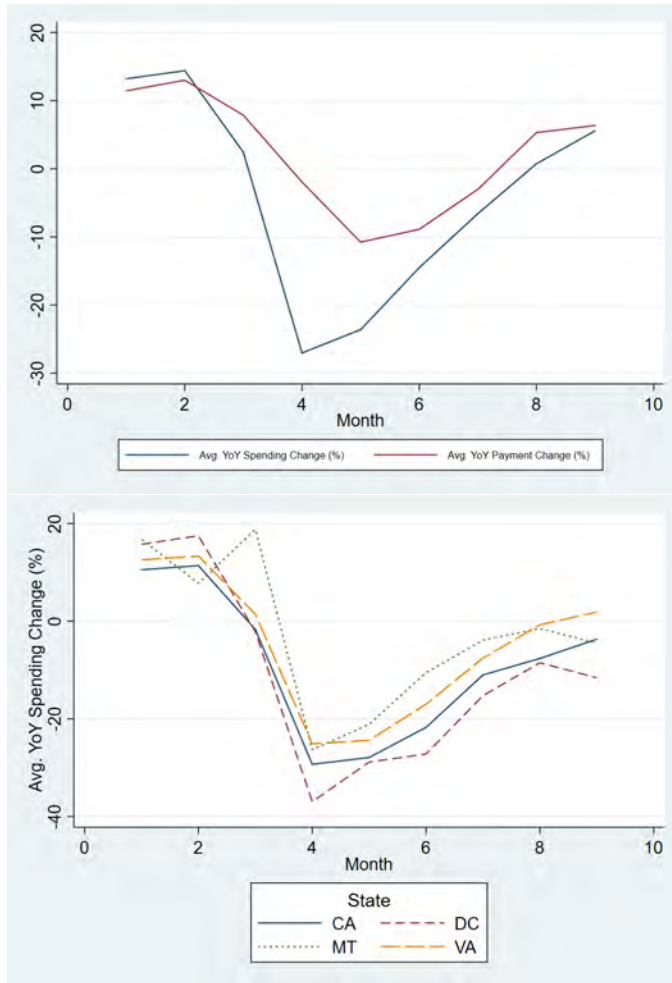 20
10
0
-10
-20
-30
0 2 4 6 8 10
Month
Avg. YoY Spending Change (%) Avg. YoY Payment Change (%)
Avg. YoY Spending Change (%)
20
0
-20
-40
0 2 4 6 8 10
Month
State
CA DC
MT VA